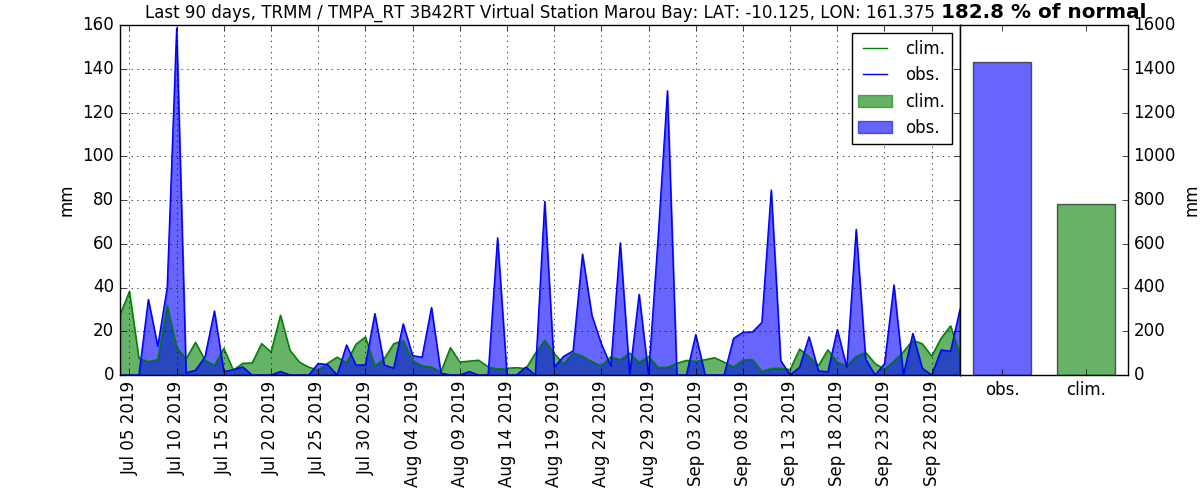 Last 90 days, TRMM / TMPA_RT 3B42RT Virtual Station Marou Bay: LAT: -10.125, LON: 161.375 182.8 % of normal
160
140
120
100
80
60
40
20
0
mm
clim.
obs.
clim.
obs.
1600
1400
1200
1000
800
600
400
200
0
mm
Jul 05 2019
Jul 10 2019
Jul 15 2019
Jul 20 2019
Jul 25 2019
Jul 30 2019
Aug 04 2019
Aug 09 2019
Aug 14 2019
Aug 19 2019
Aug 24 2019
Aug 29 2019
Sep 03 2019
Sep 08 2019
Sep 13 2019
Sep 18 2019
Sep 23 2019
Sep 28 2019
obs.
clim.